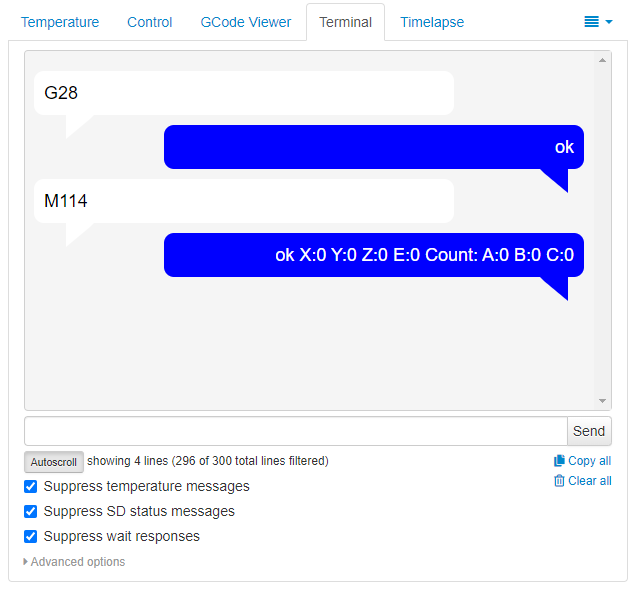 Temperature Control GCode Viewer Terminal Timelapse
G28
ok
M114
ok X:0 Y:0 Z:0 E:0 Count: A:0 B:0 C:0
Send
Autoscroll showing 4 lines (296 of 300 total lines filtered) Copy all
Clear all
Suppress temperature messages
Suppress SD status messages
Suppress wait responses
Advanced options